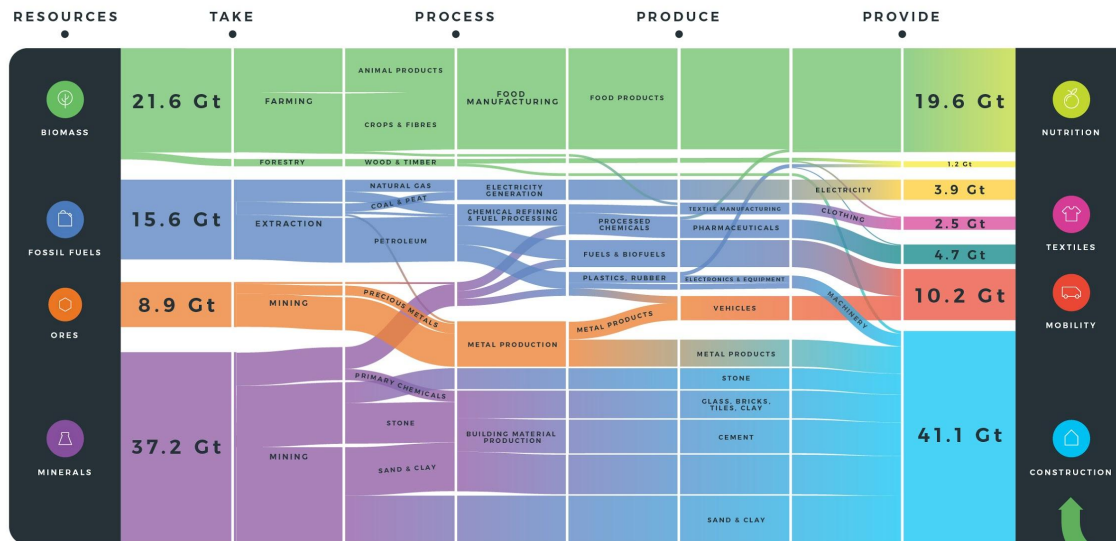 RESOURCES
TAKE
PROCESS
PRODUCE
PROVIDE
BIOMASS
FOSSIL FUELS
ORES
MINERALS
21.6 Gt
15.6 Gt
8.9 Gt
37.2 Gt
FARMING
FORESTRY
EXTRACTION
MINING
MINING
ANIMAL PRODUCTS
CROPS & FIBRES
WOOD & TIMBER
NATURAL GAS
COAL & PEAT
PETROLEUM
PRECIOUS METALS
PRIMARY CHEMICALS
STONE
SAND & CLAY
FOOD
MANUFACTURING
ELECTRICITY
GENERATION
CHEMICAL REFINING
& FUEL PROCESSING
METAL PRODUCTION
BUILDING MATERIAL
PRODUCTION
FOOD PRODUCTS
PROCESSED
CHEMICALS
FUELS & BIOFUELS
PLASTICS, RUBBER
METAL PRODUCTS
TEXTILE MANUFACTURING
PHARMACEUTICALS
ELECTRONICS & EQUIPMENT
VEHICLES
METAL PRODUCTS
STONE
GLASS, BRICKS,
TILES, CLAY
CEMENT
SAND & CLAY
ELECTRICITY
CLOTHING
MACHINERY
19.6 Gt
1.2 Gt
3.9 Gt
2.5 Gt
4.7 Gt
10.2 Gt
41.1 Gt
NUTRITION
TEXTILES
MOBILITY
CONSTRUCTION